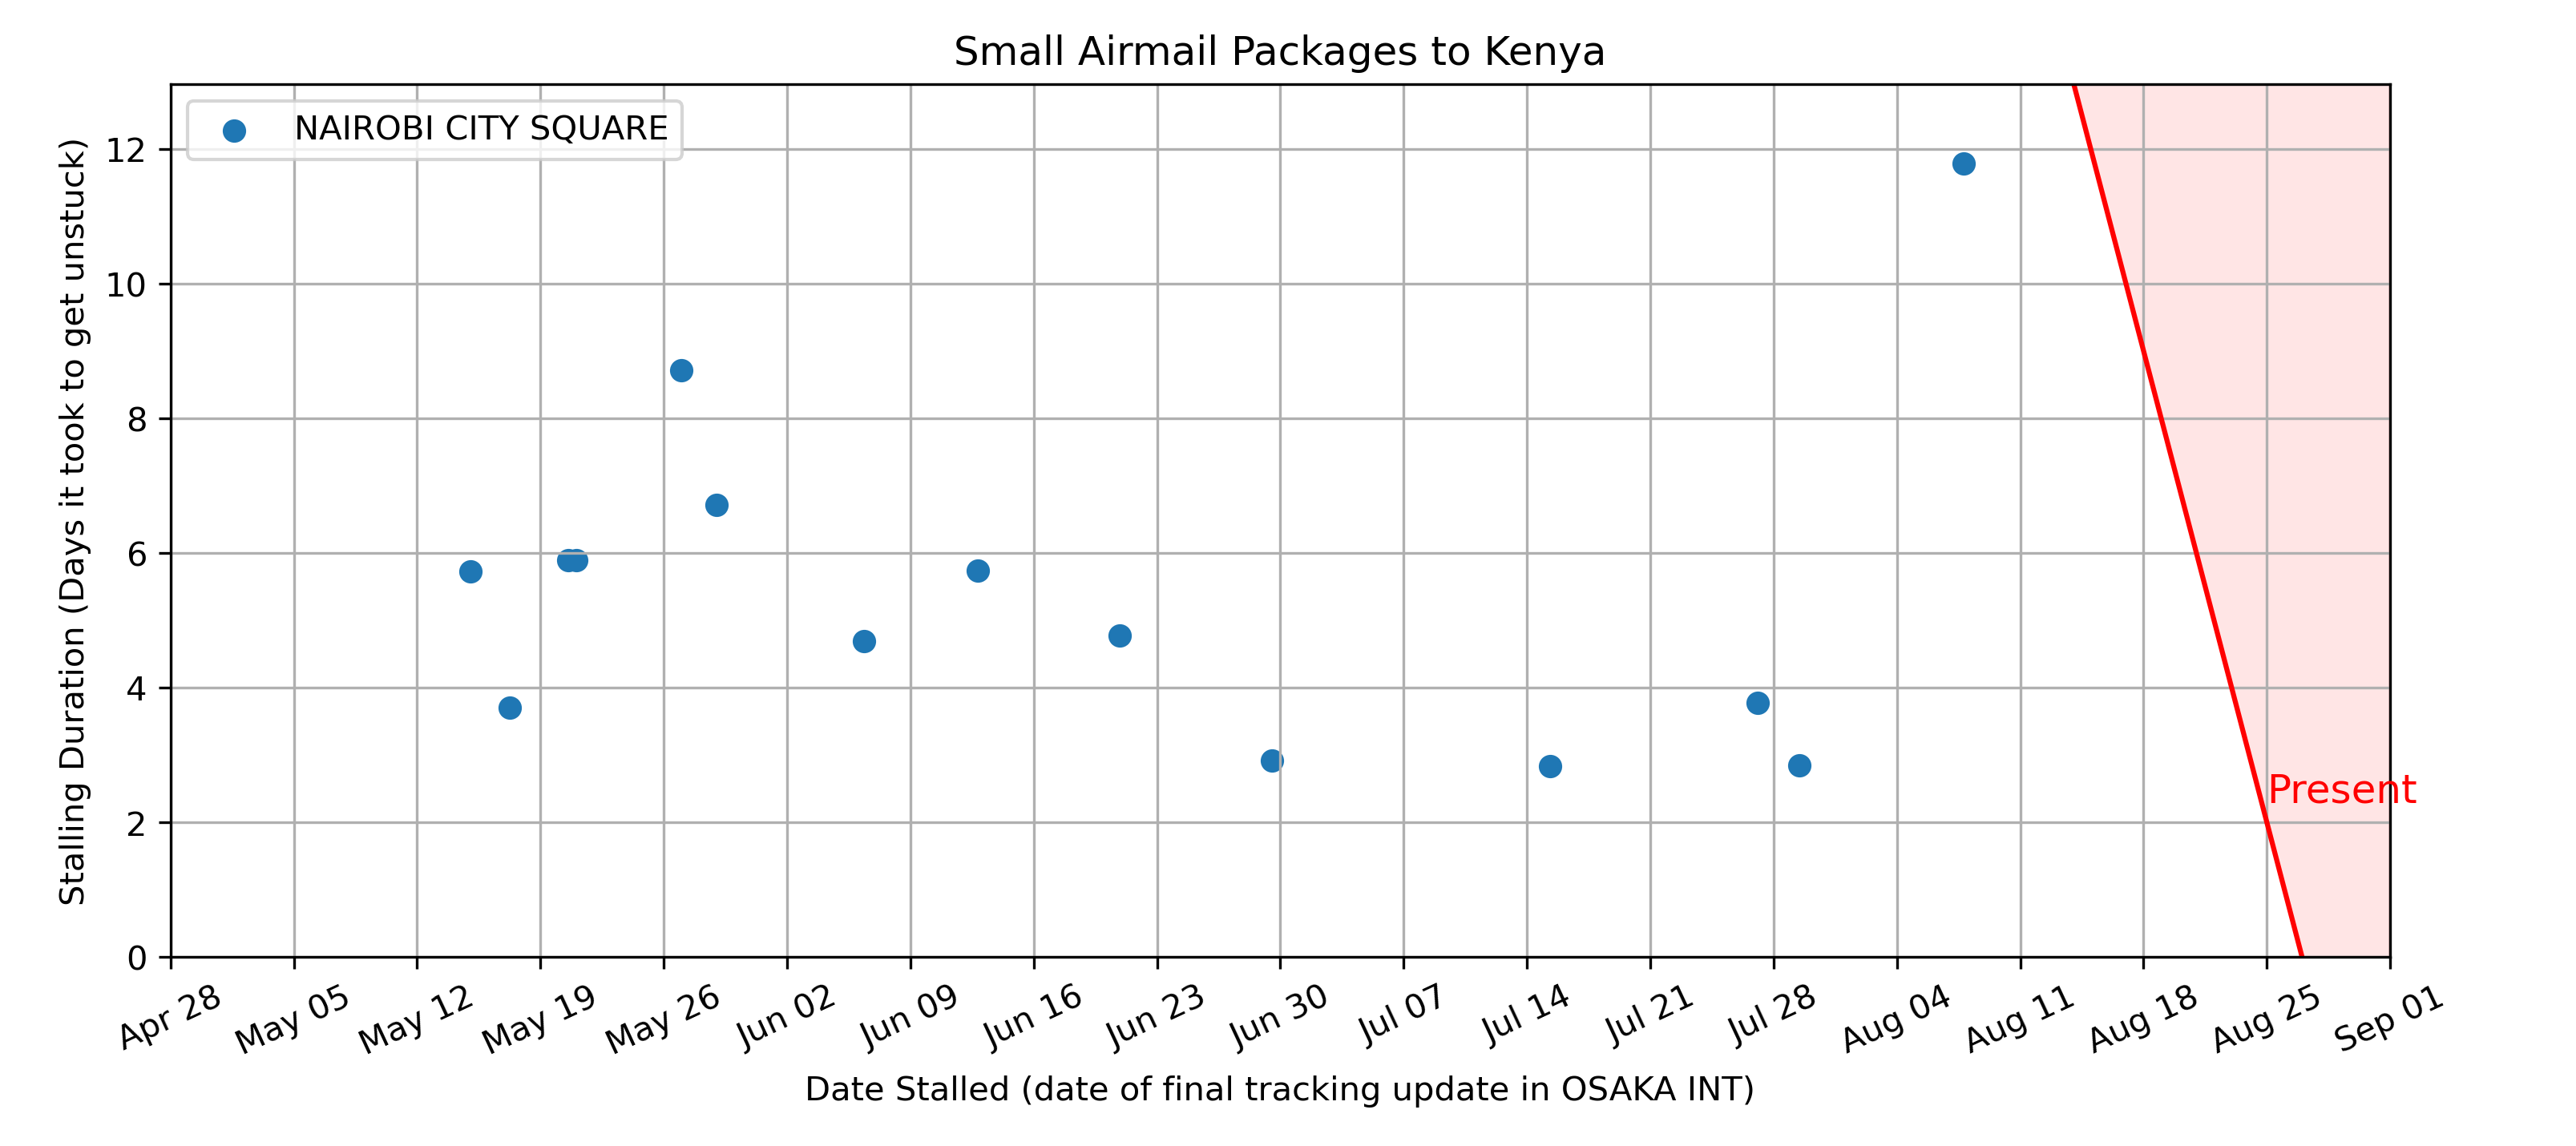 Small Airmail Packages to Kenya
NAIROBI CITY SQUARE
Stalling Duration (Days it took to get unstuck)
12
10
8
6
4
2
0
Present
Apr 28
May 05
May 12
May 19
May 26
Jun 02
Jun 09
Jun 16
Jun 23
Jun 30
Jul 07
Jul 14
Jul 21
Jul 28
Aug 04
Aug 11
Aug 18
Aug 25
Sep 01
Date Stalled (date of final tracking update in OSAKA INT)